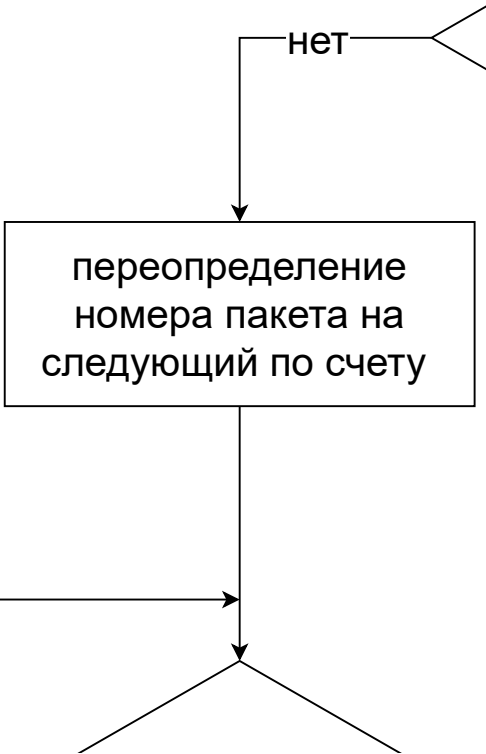 нет
переопределение
номера пакета на
следующий по счету